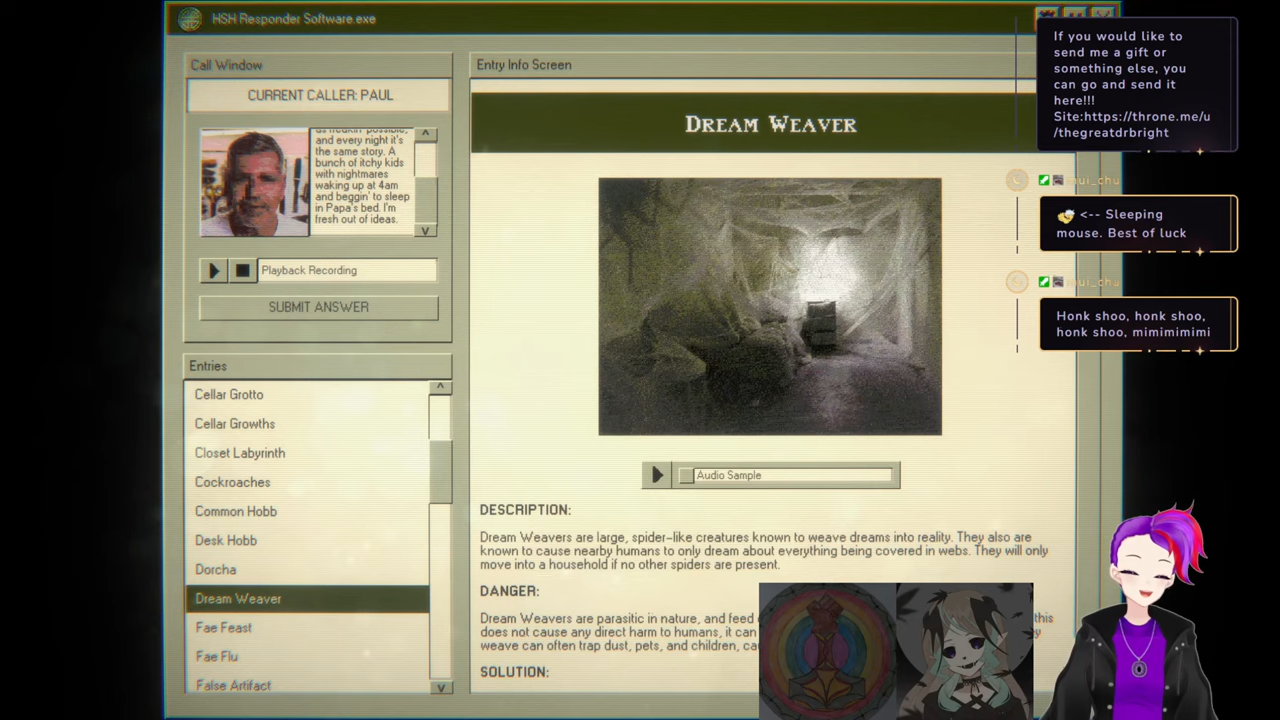 HSH Responder Software.exe
Call Window
CURRENT CALLER: PAUL
as freakin' possible,
and every night it's
the same story. A
bunch of itchy kids
with nightmares
waking up at 4am
and beggin' to sleep
in Papa's bed. I'm
fresh out of ideas.
Playback Recording
SUBMIT ANSWER
Entries
Cellar Grotto
Cellar Growths
Closet Labyrinth
Cockroaches
Common Hobb
Desk Hobb
Dorcha
Dream Weaver
Fae Feast
Fae Flu
False Artifact
Entry Info Screen
DREAM WEAVER
Audio Sample
DESCRIPTION:
Dream Weavers are large, spider-like creatures known to weave dreams into reality. They also are
known to cause nearby humans to only dream about everything being covered in webs. They will only
move into a household if no other spiders are present.
DANGER:
Dream Weavers are parasitic in nature, and feed this
does not cause any direct harm to humans, it can
weave can often trap dust, pets, and children,
SOLUTION:
If you would like to
send me a gift or
something else, you
can go and send it
here!!!
Site:https://throne.me/u
/thegreatdrbright
mui_chu
<-- Sleeping
mouse. Best of luck
mui_chu
Honk shoo, honk shoo,
honk shoo, mimimimimi